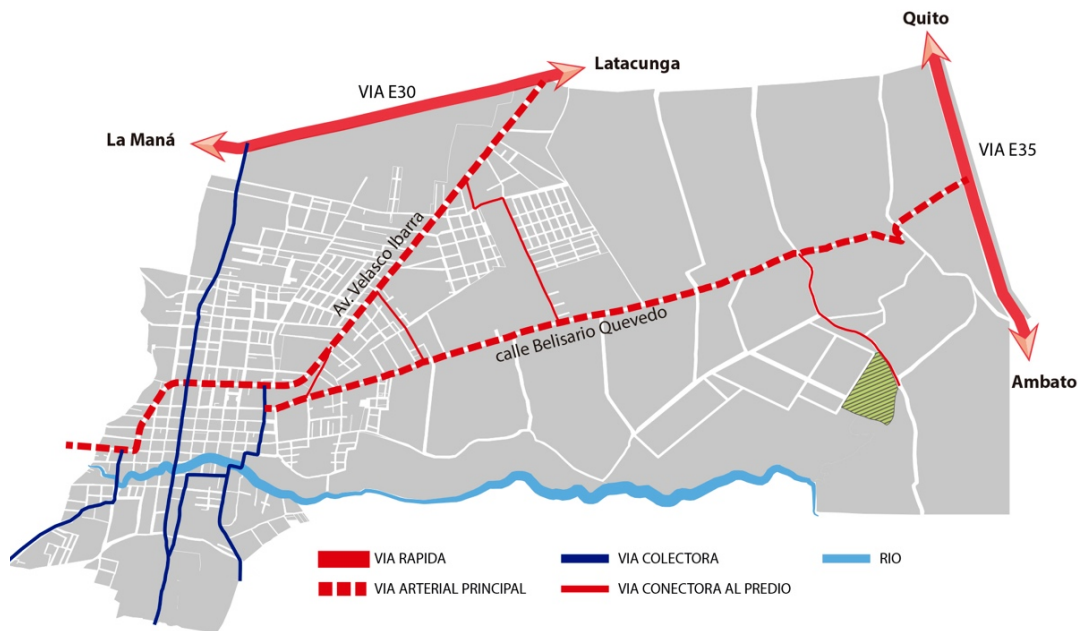 Quito
Latacunga
VIA E30
La Maná
VIA E35
Av. Velasco Ibarra
calle Belisario Quevedo
Ambato
VIA RAPIDA
VIA COLECTORA
RIO
VIA ARTERIAL PRINCIPAL
VIA CONECTORA AL PREDIO